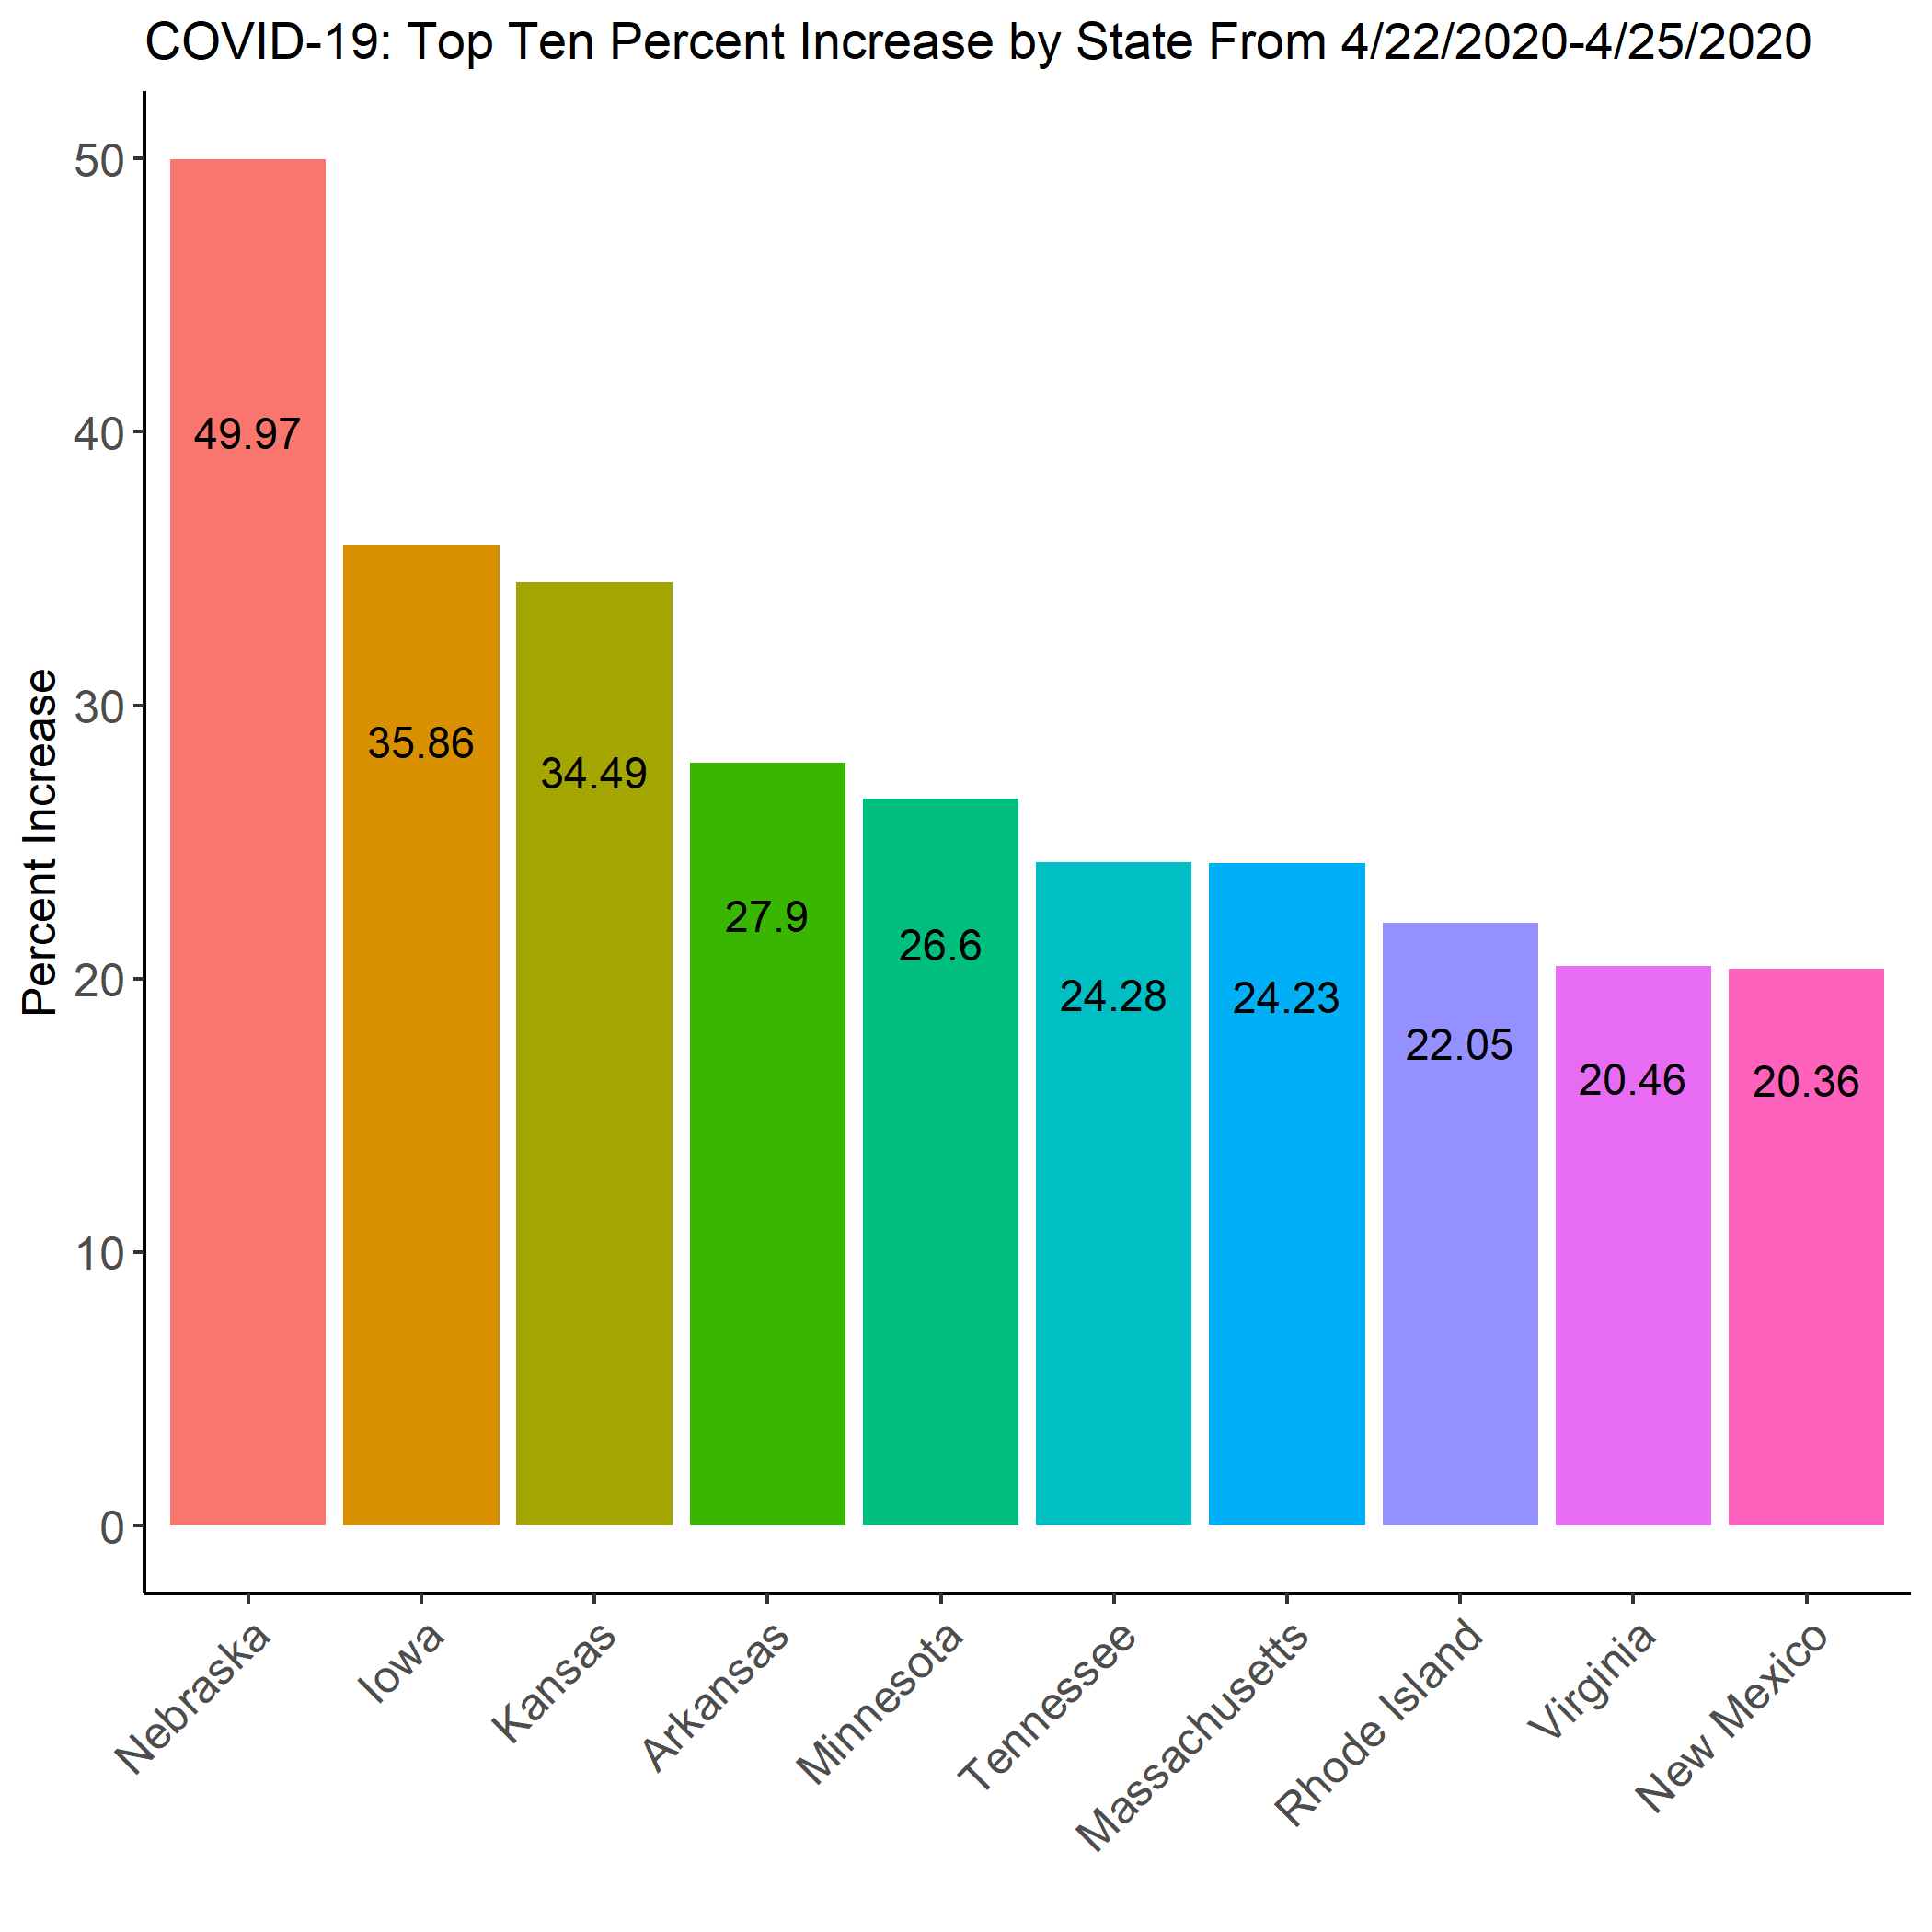 COVID-19: Top Ten Percent Increase by State From 4/22/2020-4/25/2020
Percent Increase
50
40
30
20
10
0
49.97
35.86
34.49
27.9
26.6
24.28
24.23
22.05
20.46
20.36
Nebraska
Iowa
Kansas
Arkansas
Minnesota
Tennessee
Massachusetts
Rhode Island
Virginia
New Mexico